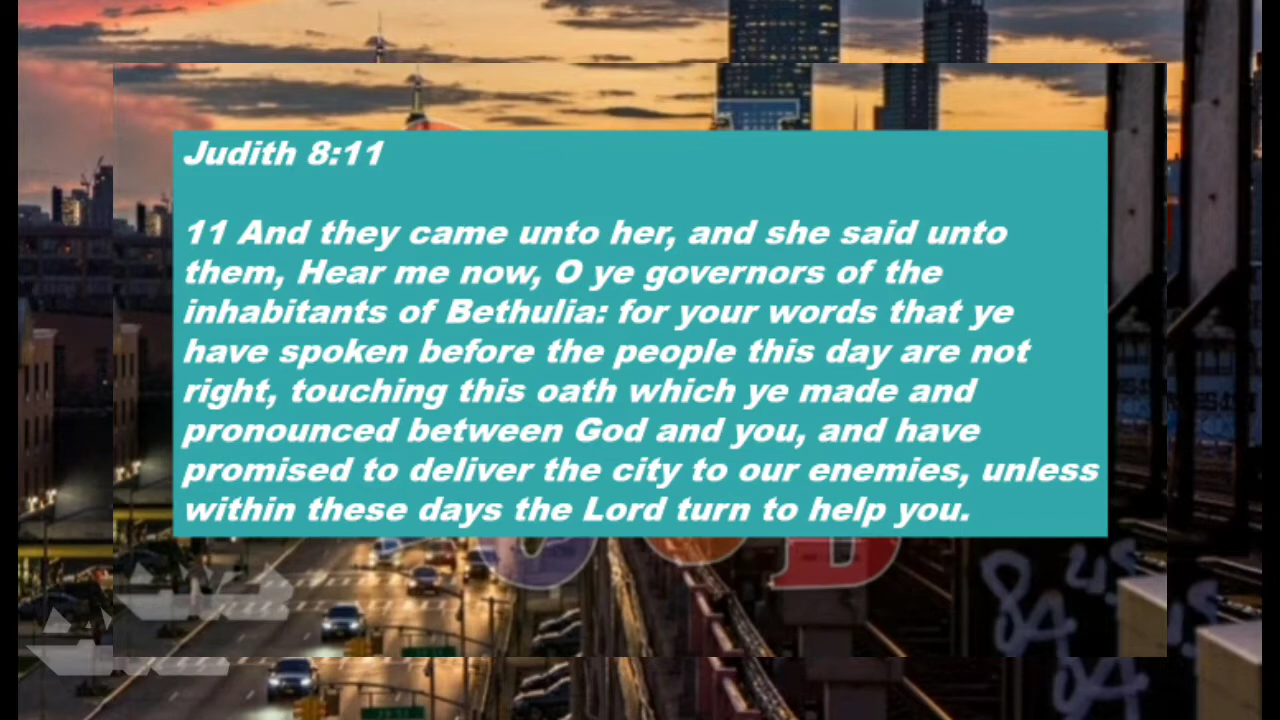 Judith 8:11
11 And they came unto her, and she said unto
them, Hear me now, O ye governors of the
inhabitants of Bethulia: for your words that ye
have spoken before the people this day are not
right, touching this oath which ye made and
pronounced between God and you, and have
promised to deliver the city to our enemies, unless
within these days the Lord turn to help you.
84